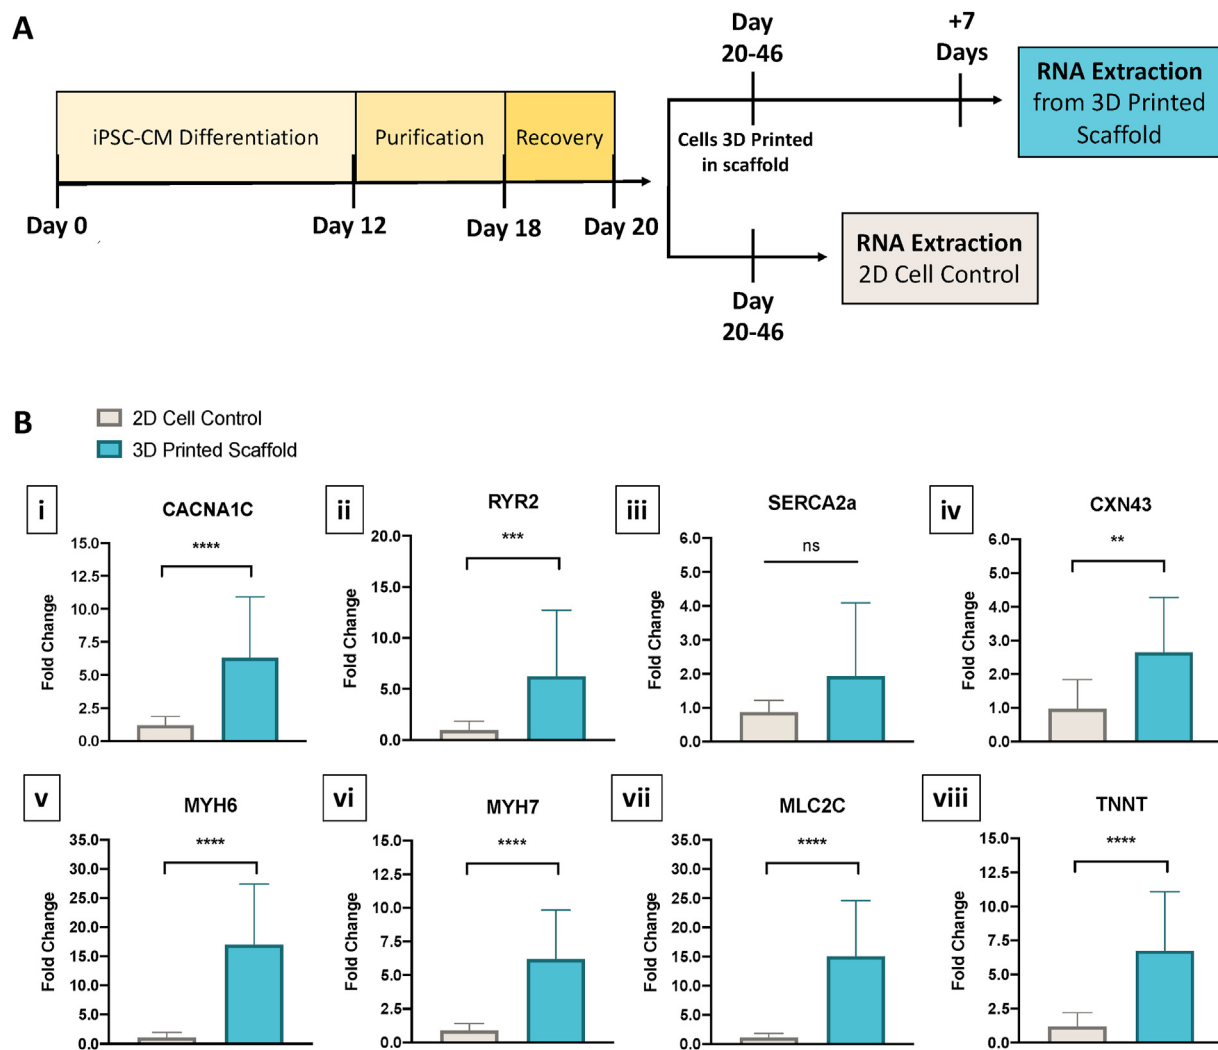 A
iPSC-CM Differentiation
Purification
Recovery
Day 0
Day 12
Day 18
Day 20
Day
20-46
+7
Days
Cells 3D Printed
in scaffold
RNA Extraction
from 3D Printed
Scaffold
Day
20-46
RNA Extraction
2D Cell Control
B
2D Cell Control
3D Printed Scaffold
i
CACNA1C
Fold Change
15.0
12.5
10.0
7.5
5.0
2.5
0.0
****
ii
RYR2
Fold Change
20.0
15.0
10.0
5.0
0.0
***
iii
SERCA2a
Fold Change
6.0
5.0
4.0
3.0
2.0
1.0
0.0
ns
iv
CXN43
Fold Change
6.0
5.0
4.0
3.0
2.0
1.0
0.0
**
v
MYH6
Fold Change
35.0
30.0
25.0
20.0
15.0
10.0
5.0
0.0
****
vi
MYH7
Fold Change
15.0
10.0
7.5
5.0
2.5
0.0
****
vii
MLC2C
Fold Change
35.0
30.0
25.0
20.0
15.0
10.0
5.0
0.0
****
viii
TNNT
Fold Change
15.0
10.0
7.5
5.0
2.5
0.0
****